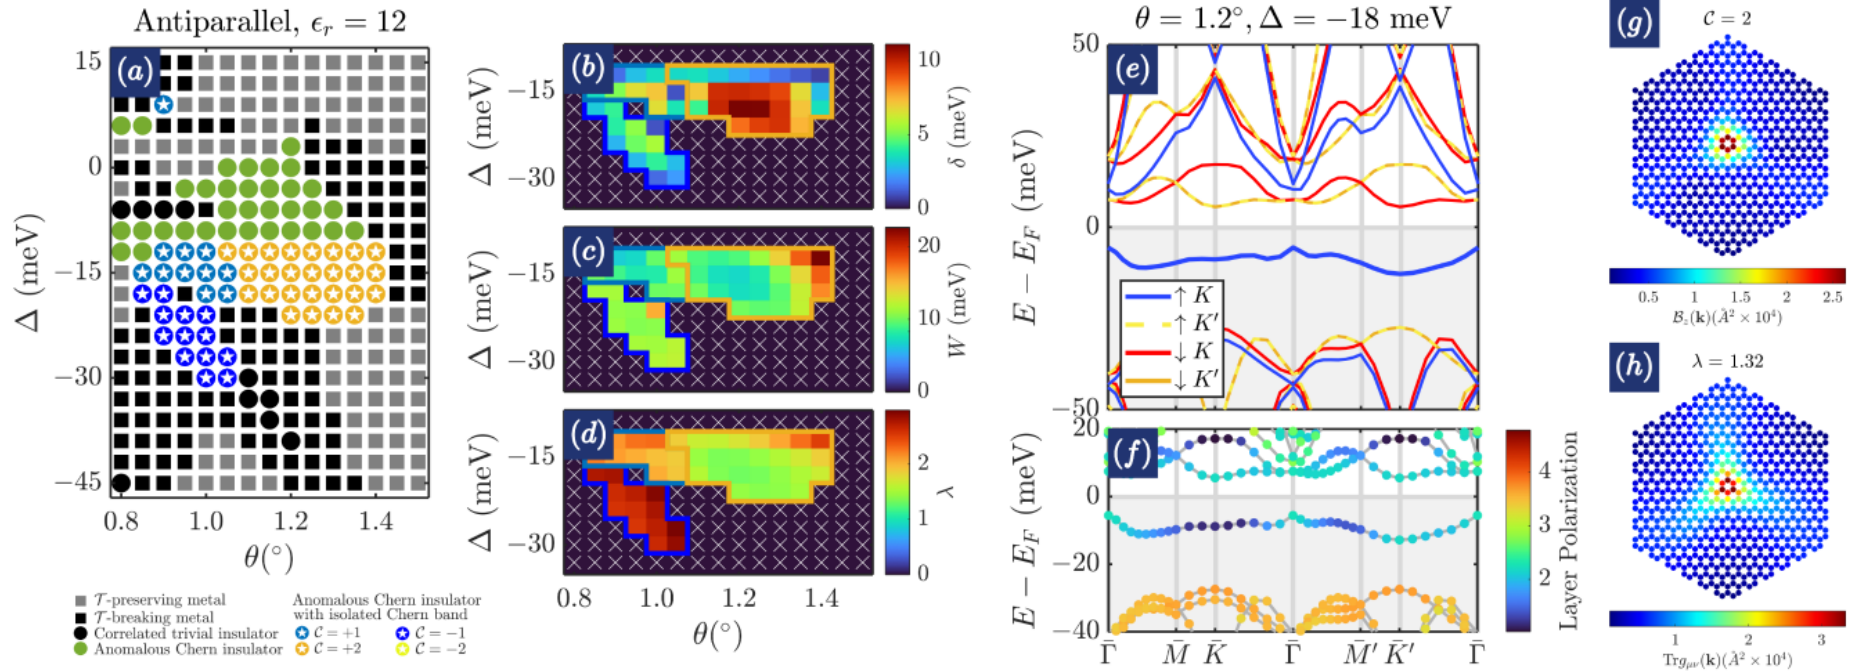 Antiparallel, ϵ_r = 12
(a)
15
0
−15
−30
−45
Δ (meV)
0.8 1.0 1.2 1.4
θ(°)
𝒯-preserving metal
𝒯-breaking metal
Correlated trivial insulator
Anomalous Chern insulator
Anomalous Chern insulator
with isolated Chern band
𝒞 = +1 𝒞 = −1
𝒞 = +2 𝒞 = −2
(b)
−15
−30
Δ (meV)
10
5
0
δ (meV)
(c)
−15
−30
Δ (meV)
20
10
0
W (meV)
(d)
−15
−30
Δ (meV)
2
1
0
λ
0.8 1.0 1.2 1.4
θ(°)
θ = 1.2°, Δ = −18 meV
(e)
50
0
−50
E − E_F (meV)
↑ K
↑ K′
↓ K
↓ K′
(f)
20
0
−20
−40
E − E_F (meV)
Γ̄ M̄ K̄ Γ̄ M̄′ K̄′ Γ̄
4
3
2
Layer Polarization
(g)
𝒞 = 2
0.5 1 1.5 2 2.5
ℬ_z(k)(Å² × 10⁴)
(h)
λ = 1.32
1 2 3
Trg_μν(k)(Å² × 10⁴)